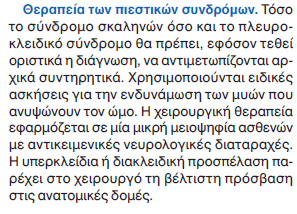 Θεραπεία των πιεστικών συνδρόμων. Τόσο
το σύνδρομο σκαληνών όσο και το πλευρο-
κλειδικό σύνδρομο θα πρέπει, εφόσον τεθεί
οριστικά η διάγνωση, να αντιμετωπίζονται αρ-
χικά συντηρητικά. Χρησιμοποιούνται ειδικές
ασκήσεις για την ενδυνάμωση των μυών που
ανυψώνουν τον ώμο. Η χειρουργική θεραπεία
εφαρμόζεται σε μία μικρή μειοψηφία ασθενών
με αντικειμενικές νευρολογικές διαταραχές.
Η υπερκλείδια ή διακλειδική προσπέλαση πα-
ρέχει στο χειρουργό τη βέλτιστη πρόσβαση
στις ανατομικές δομές.